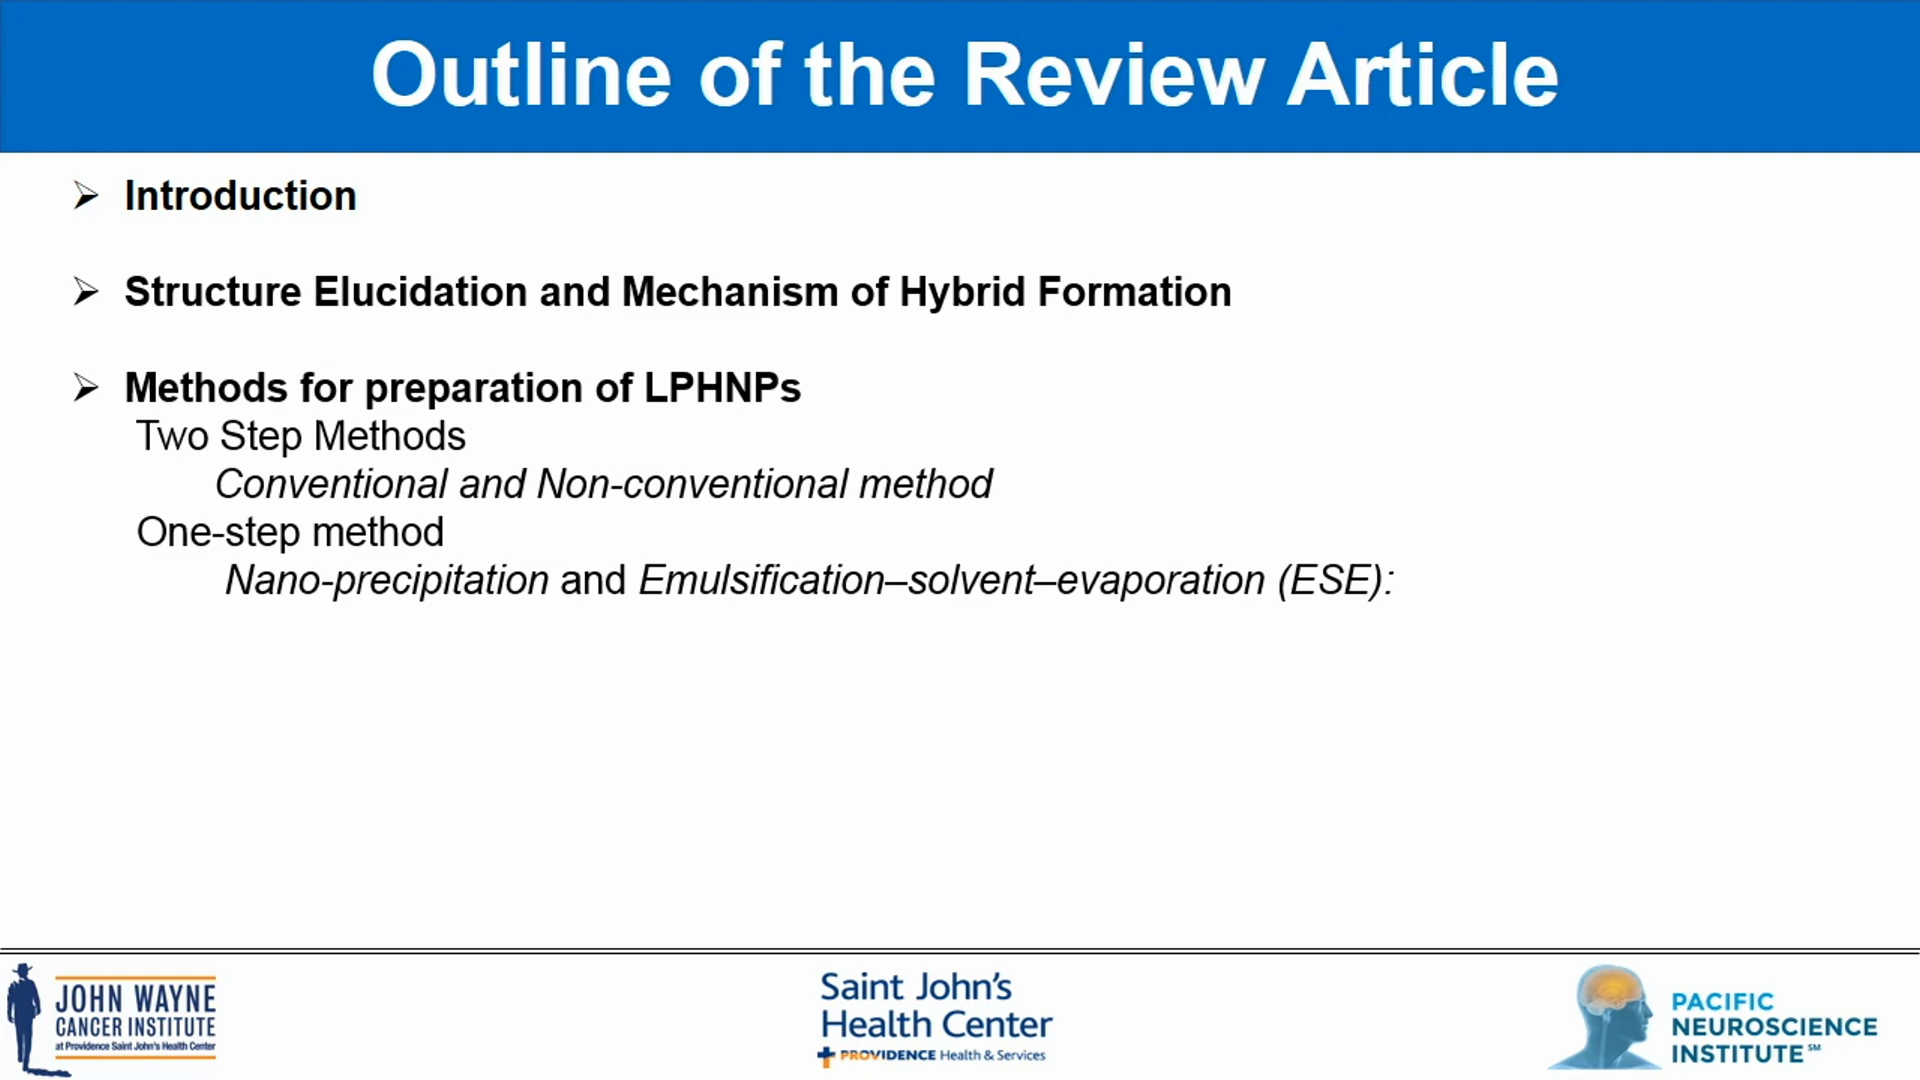 Outline of the Review Article
➢ Introduction
➢ Structure Elucidation and Mechanism of Hybrid Formation
➢ Methods for preparation of LPHNPs
Two Step Methods
Conventional and Non-conventional method
One-step method
Nano-precipitation and Emulsification–solvent–evaporation (ESE):
JOHN WAYNE
CANCER INSTITUTE
at Providence Saint John's Health Center
Saint John's
Health Center
PROVIDENCE Health & Services
PACIFIC
NEUROSCIENCE
INSTITUTE℠